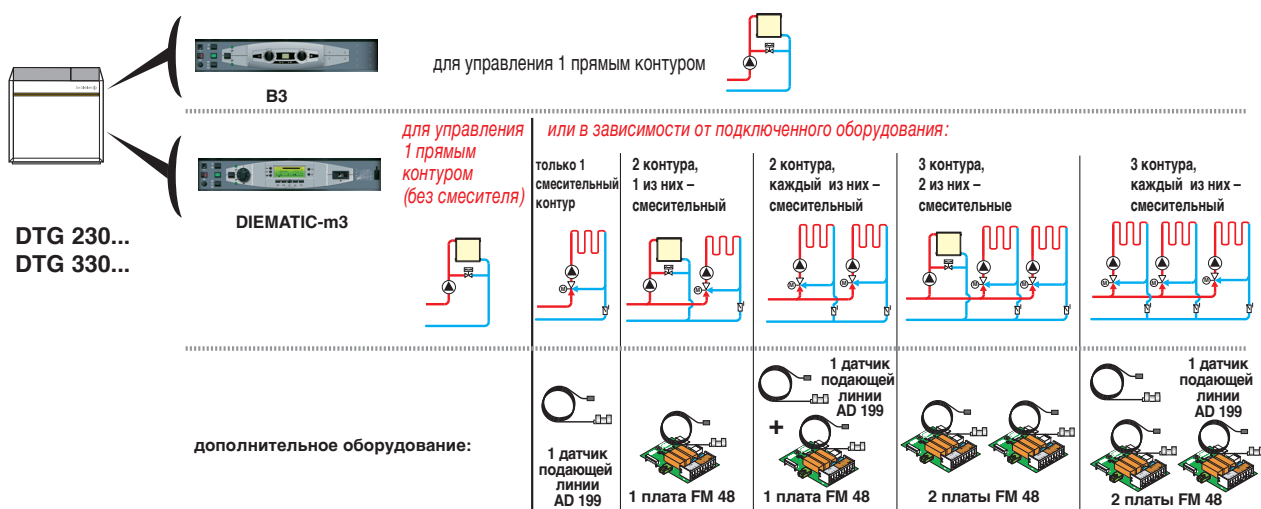 для управления 1 прямым контуром
B3
для управления
1 прямым
контуром
(без смесителя)
или в зависимости от подключенного оборудования:
только 1
смесительный
контур
2 контура,
1 из них –
смесительный
2 контура,
каждый из них –
смесительный
3 контура,
2 из них –
смесительные
3 контура,
каждый из них –
смесительный
DIEMATIC-m3
DTG 230...
DTG 330...
M
M
M
M
M
M
M
M
M
дополнительное оборудование:
1 датчик
подающей
линии
AD 199
1 плата FM 48
1 датчик
подающей
линии
AD 199
+
1 плата FM 48
2 платы FM 48
1 датчик
подающей
линии
AD 199
2 платы FM 48